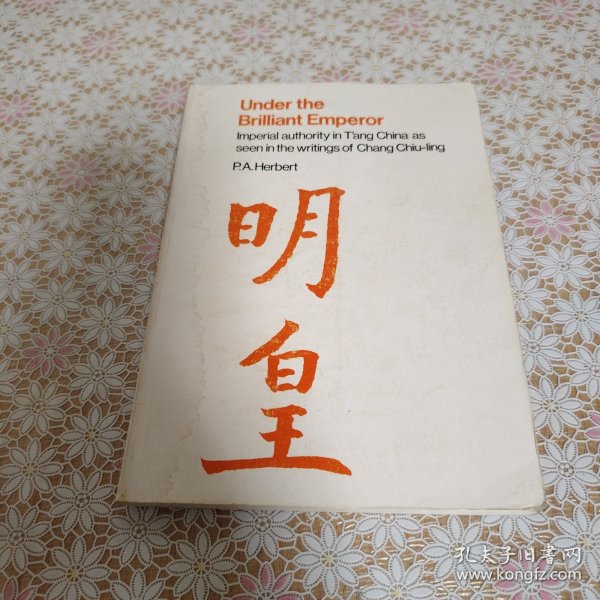 Under the
Brilliant Emperor
Imperial authority in T'ang China as
seen in the writings of Chang Chiu-ling
P.A. Herbert
明
皇
孔夫子旧书网
www.kongfz.com